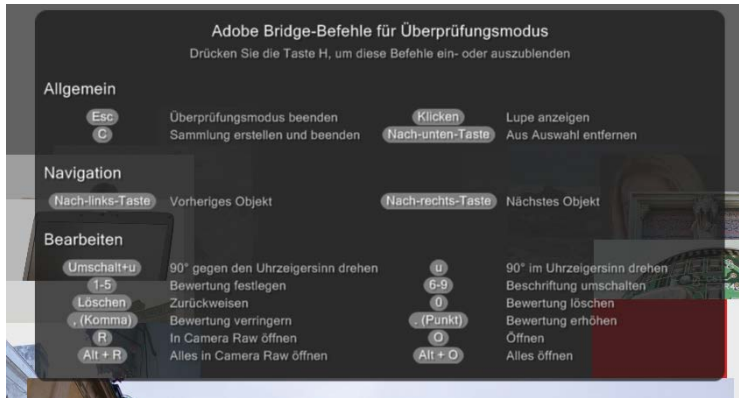 Adobe Bridge-Befehle für Überprüfungsmodus
Drücken Sie die Taste H, um diese Befehle ein- oder auszublenden
Allgemein
Esc Überprüfungsmodus beenden Klicken Lupe anzeigen
C Sammlung erstellen und beenden Nach-unten-Taste Aus Auswahl entfernen
Navigation
Nach-links-Taste Vorheriges Objekt Nach-rechts-Taste Nächstes Objekt
Bearbeiten
Umschalt+u 90° gegen den Uhrzeigersinn drehen u 90° im Uhrzeigersinn drehen
1-5 Bewertung festlegen 6-9 Beschriftung umschalten
Löschen Zurückweisen 0 Bewertung löschen
, (Komma) Bewertung verringern . (Punkt) Bewertung erhöhen
R In Camera Raw öffnen O Öffnen
Alt + R Alles in Camera Raw öffnen Alt + O Alles öffnen